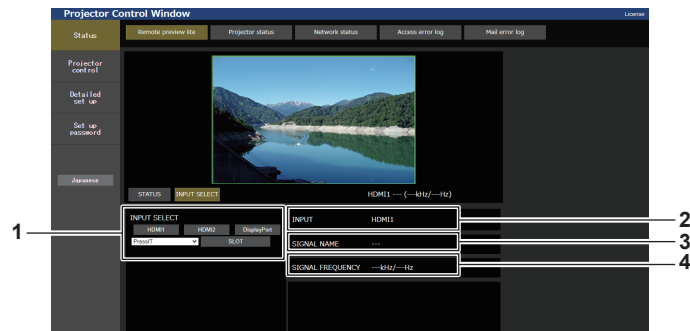 Projector Control Window
License
Status
Remote preview lite
Projector status
Network status
Access error log
Mail error log
Projector
control
Detailed
set up
Set up
password
Japanese
STATUS
INPUT SELECT
HDMI1 --- (---kHz/---Hz)
1
INPUT SELECT
HDMI1
HDMI2
DisplayPort
PressIT
SLOT
INPUT HDMI1
2
SIGNAL NAME ---
3
SIGNAL FREQUENCY ---kHz/---Hz
4